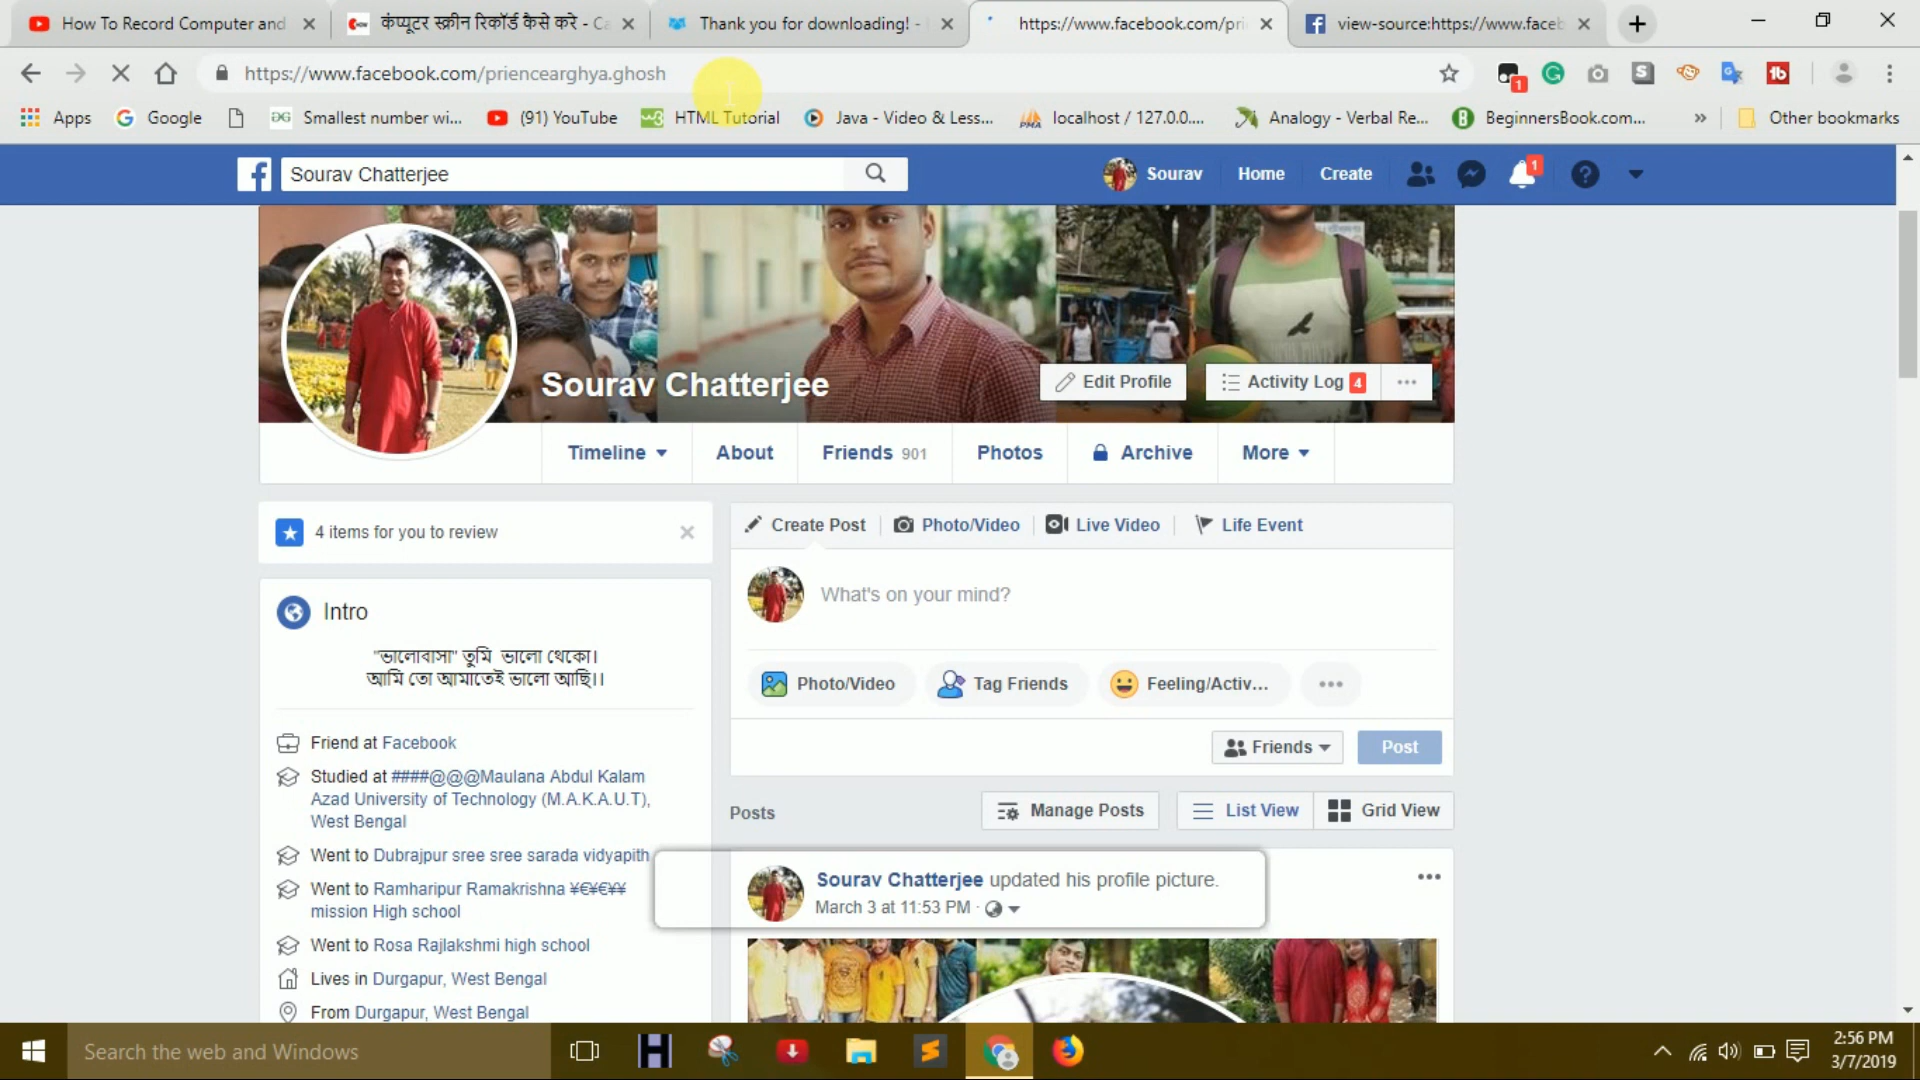 How To Record Computer and
कंप्यूटर स्क्रीन रिकॉर्ड कैसे करे - Ca
Thank you for downloading! -
https://www.facebook.com/pri
view-source:https://www.faceb
https://www.facebook.com/priencearghya.ghosh
1
Apps
Google
Smallest number wi...
(91) YouTube
HTML Tutorial
Java - Video & Less...
localhost / 127.0.0....
Analogy - Verbal Re...
BeginnersBook.com...
»
Other bookmarks
Sourav Chatterjee
Sourav
Home
Create
1
Sourav Chatterjee
Edit Profile
Activity Log 4
Timeline
About
Friends 901
Photos
Archive
More
4 items for you to review
Create Post
Photo/Video
Live Video
Life Event
What's on your mind?
Photo/Video
Tag Friends
Feeling/Activ...
Friends
Post
Intro
"ভালোবাসা" তুমি ভালো থেকো।
আমি তো আমাতেই ভালো আছি।।
Friend at Facebook
Studied at ####@@@Maulana Abdul Kalam
Azad University of Technology (M.A.K.A.U.T),
West Bengal
Went to Dubrajpur sree sree sarada vidyapith
Went to Ramharipur Ramakrishna ¥€¥€¥¥
mission High school
Went to Rosa Rajlakshmi high school
Lives in Durgapur, West Bengal
From Durgapur, West Bengal
Posts
Manage Posts
List View
Grid View
Sourav Chatterjee updated his profile picture.
March 3 at 11:53 PM ·
Search the web and Windows
2:56 PM
3/7/2019